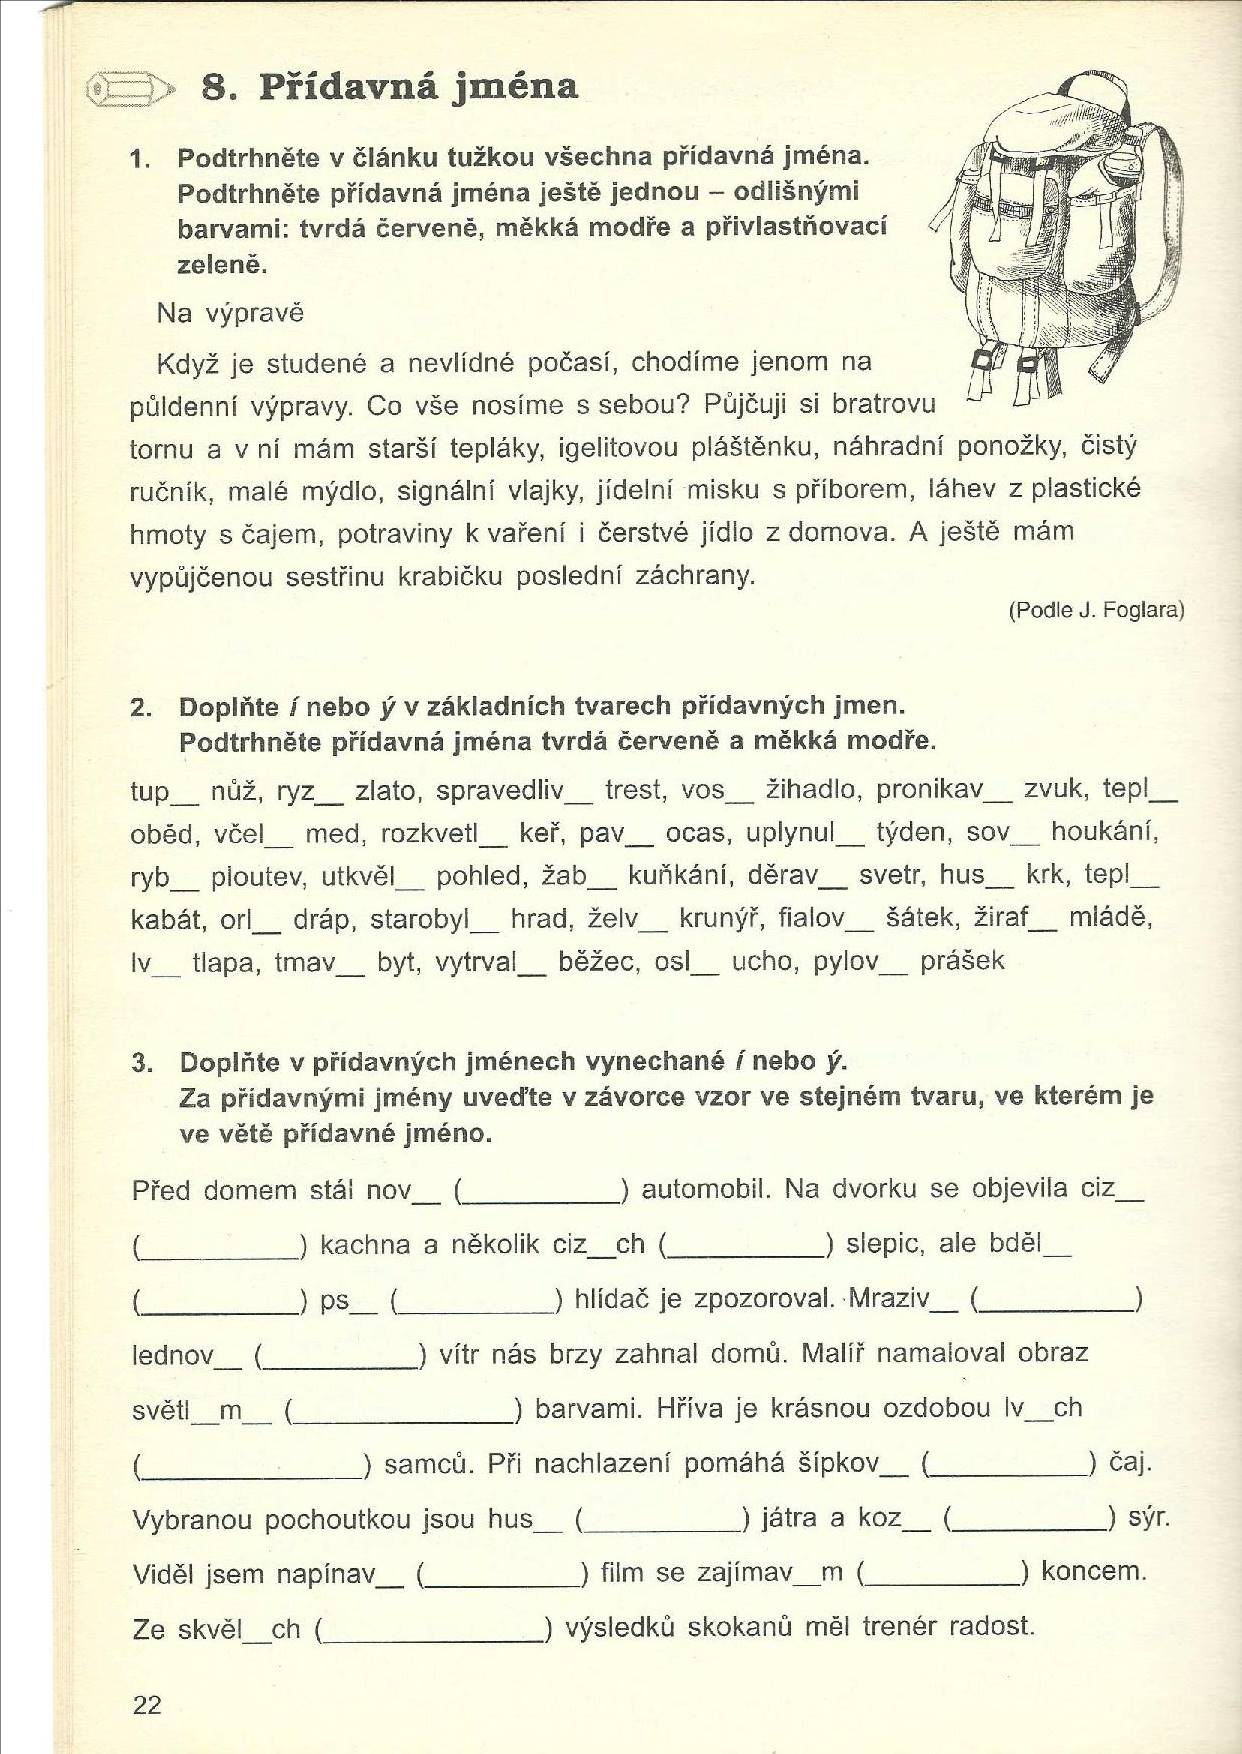 8. Přídavná jména
1. Podtrhněte v článku tužkou všechna přídavná jména.
Podtrhněte přídavná jména ještě jednou – odlišnými
barvami: tvrdá červeně, měkká modře a přivlastňovací
zeleně.
Na výpravě
Když je studené a nevlídné počasí, chodíme jenom na
půldenní výpravy. Co vše nosíme s sebou? Půjčuji si bratrovu
tornu a v ní mám starší tepláky, igelitovou pláštěnku, náhradní ponožky, čistý
ručník, malé mýdlo, signální vlajky, jídelní misku s příborem, láhev z plastické
hmoty s čajem, potraviny k vaření i čerstvé jídlo z domova. A ještě mám
vypůjčenou sestřinu krabičku poslední záchrany.
(Podle J. Foglara)
2. Doplňte í nebo ý v základních tvarech přídavných jmen.
Podtrhněte přídavná jména tvrdá červeně a měkká modře.
tup__ nůž, ryz__ zlato, spravedliv__ trest, vos__ žihadlo, pronikav__ zvuk, tepl__
oběd, včel__ med, rozkvetl__ keř, pav__ ocas, uplynul__ týden, sov__ houkání,
ryb__ ploutev, utkvěl__ pohled, žab__ kuňkání, děrav__ svetr, hus__ krk, tepl__
kabát, orl__ dráp, starobyl__ hrad, želv__ krunýř, fialov__ šátek, žiraf__ mládě,
lv__ tlapa, tmav__ byt, vytrval__ běžec, osl__ ucho, pylov__ prášek
3. Doplňte v přídavných jménech vynechané í nebo ý.
Za přídavnými jmény uveďte v závorce vzor ve stejném tvaru, ve kterém je
ve větě přídavné jméno.
Před domem stál nov__ (__________) automobil. Na dvorku se objevila ciz__
(__________) kachna a několik ciz__ch (__________) slepic, ale bděl__
(__________) ps__ (__________) hlídač je zpozoroval. Mraziv__ (__________)
lednov__ (__________) vítr nás brzy zahnal domů. Malíř namaloval obraz
světl__m__ (______________) barvami. Hříva je krásnou ozdobou lv__ch
(______________) samců. Při nachlazení pomáhá šípkov__ (__________) čaj.
Vybranou pochoutkou jsou hus__ (__________) játra a koz__ (__________) sýr.
Viděl jsem napínav__ (__________) film se zajímav__m (__________) koncem.
Ze skvěl__ch (______________) výsledků skokanů měl trenér radost.
22